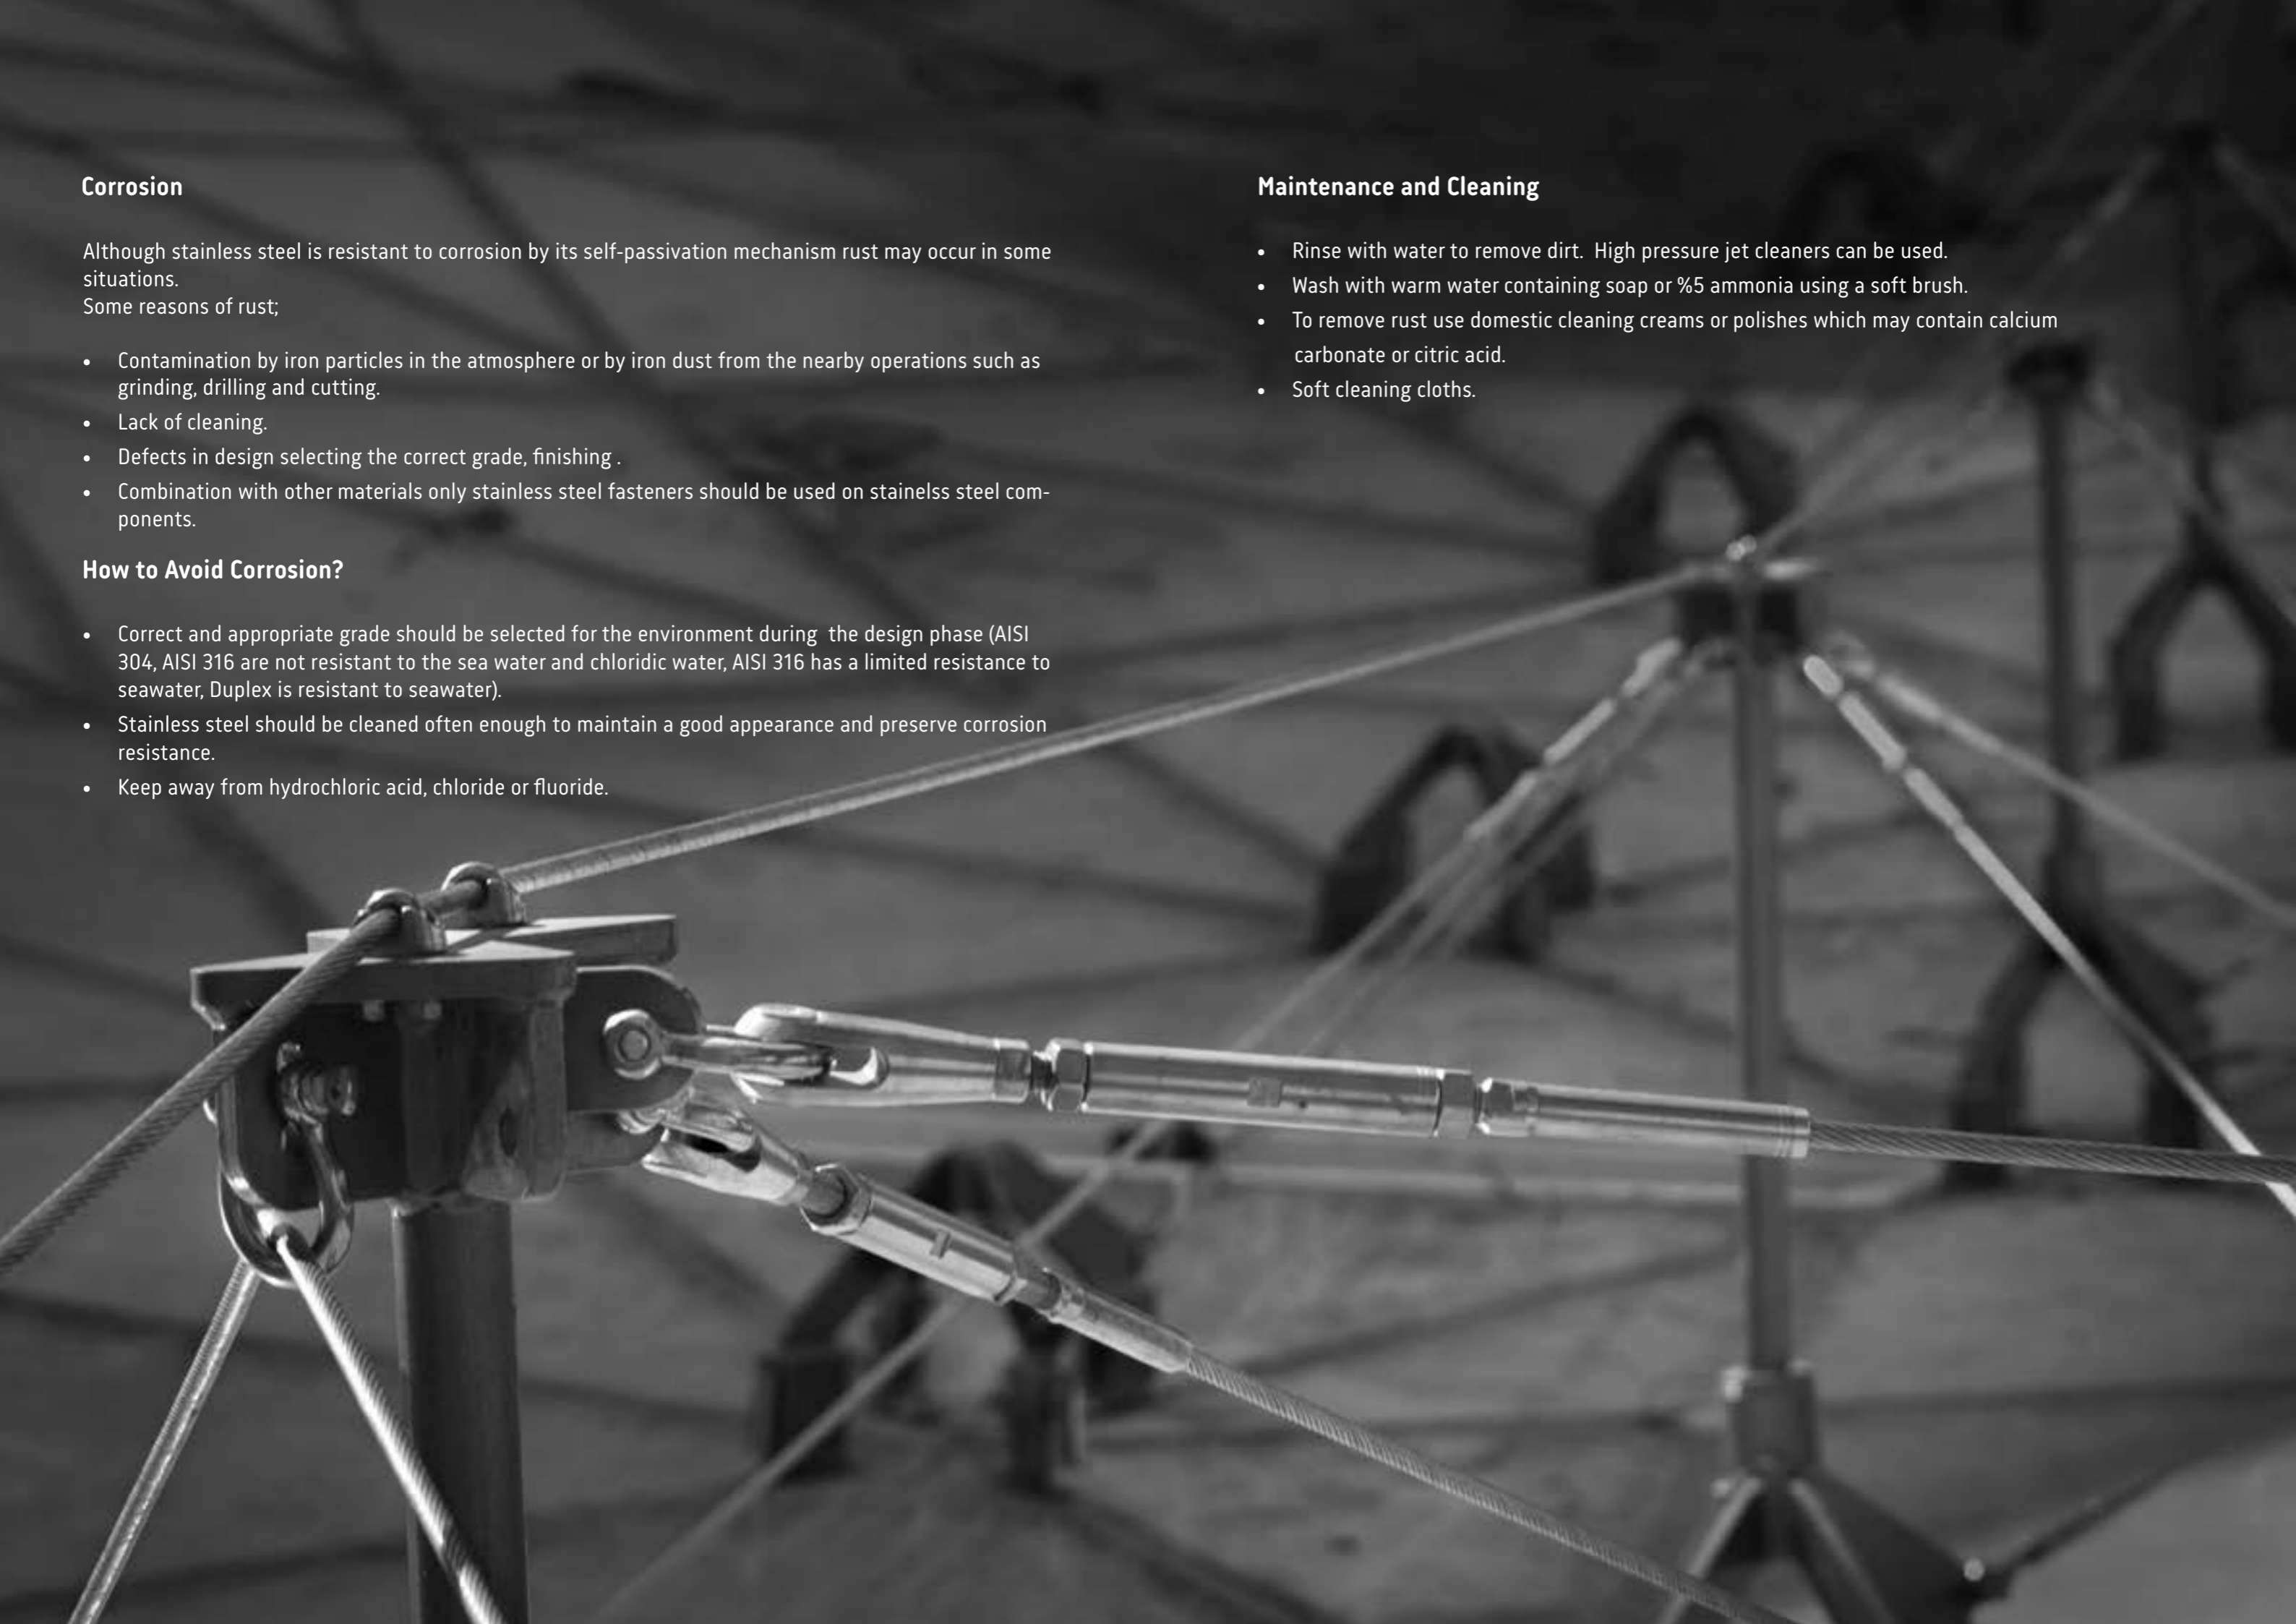 Corrosion
Although stainless steel is resistant to corrosion by its self-passivation mechanism rust may occur in some
situations.
Some reasons of rust;
• Contamination by iron particles in the atmosphere or by iron dust from the nearby operations such as
grinding, drilling and cutting.
• Lack of cleaning.
• Defects in design selecting the correct grade, finishing .
• Combination with other materials only stainless steel fasteners should be used on stainelss steel com-
ponents.
How to Avoid Corrosion?
• Correct and appropriate grade should be selected for the environment during  the design phase (AISI
304, AISI 316 are not resistant to the sea water and chloridic water, AISI 316 has a limited resistance to
seawater, Duplex is resistant to seawater).
• Stainless steel should be cleaned often enough to maintain a good appearance and preserve corrosion
resistance.
• Keep away from hydrochloric acid, chloride or fluoride.
Maintenance and Cleaning
• Rinse with water to remove dirt.  High pressure jet cleaners can be used.
• Wash with warm water containing soap or %5 ammonia using a soft brush.
• To remove rust use domestic cleaning creams or polishes which may contain calcium
carbonate or citric acid.
• Soft cleaning cloths.